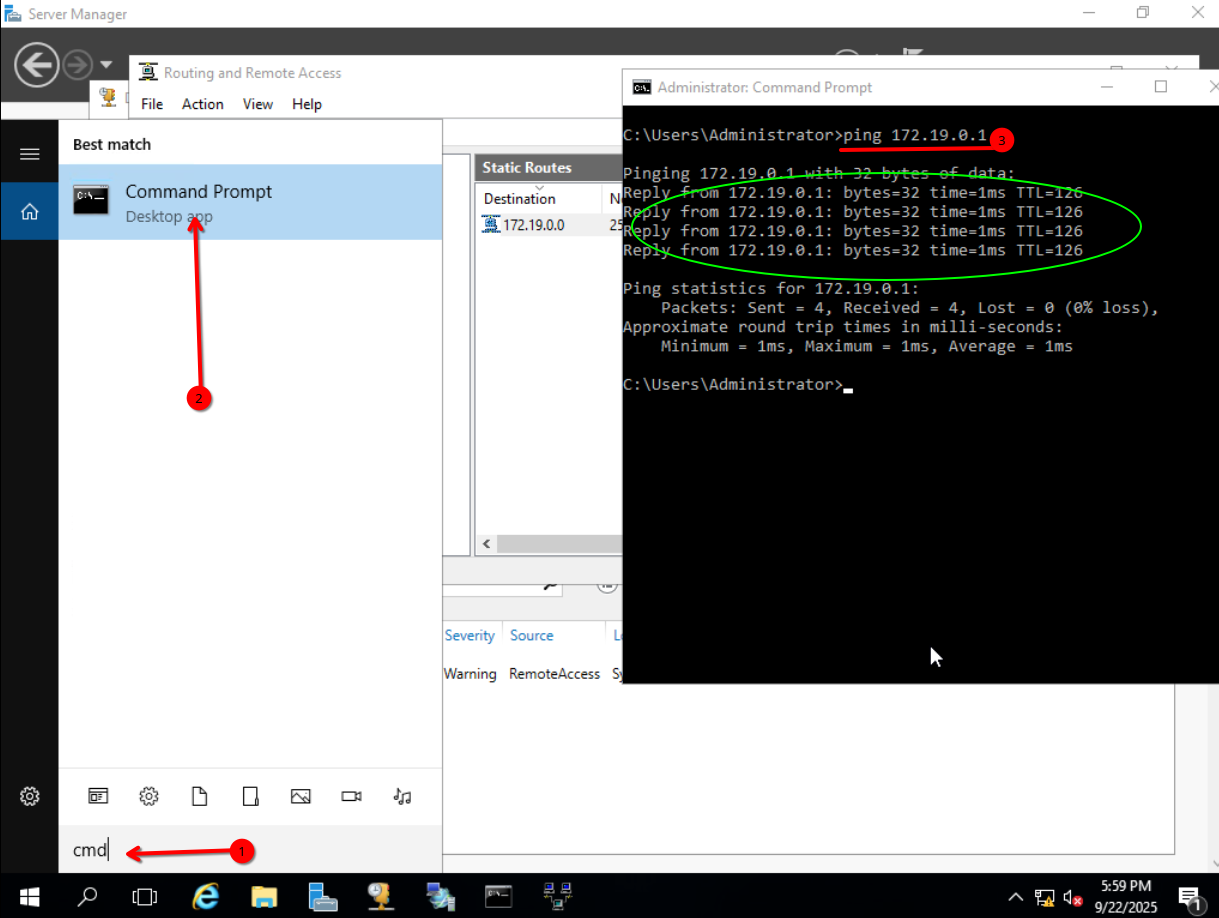 Server Manager
Routing and Remote Access
File Action View Help
Best match
Command Prompt
Desktop app
2
cmd
1
Static Routes
Destination
172.19.0.0
Severity Source
Warning RemoteAccess
Administrator: Command Prompt
C:\Users\Administrator>ping 172.19.0.1
3
Pinging 172.19.0.1 with 32 bytes of data:
Reply from 172.19.0.1: bytes=32 time=1ms TTL=126
Reply from 172.19.0.1: bytes=32 time=1ms TTL=126
Reply from 172.19.0.1: bytes=32 time=1ms TTL=126
Reply from 172.19.0.1: bytes=32 time=1ms TTL=126
Ping statistics for 172.19.0.1:
Packets: Sent = 4, Received = 4, Lost = 0 (0% loss),
Approximate round trip times in milli-seconds:
Minimum = 1ms, Maximum = 1ms, Average = 1ms
C:\Users\Administrator>
5:59 PM
9/22/2025
1